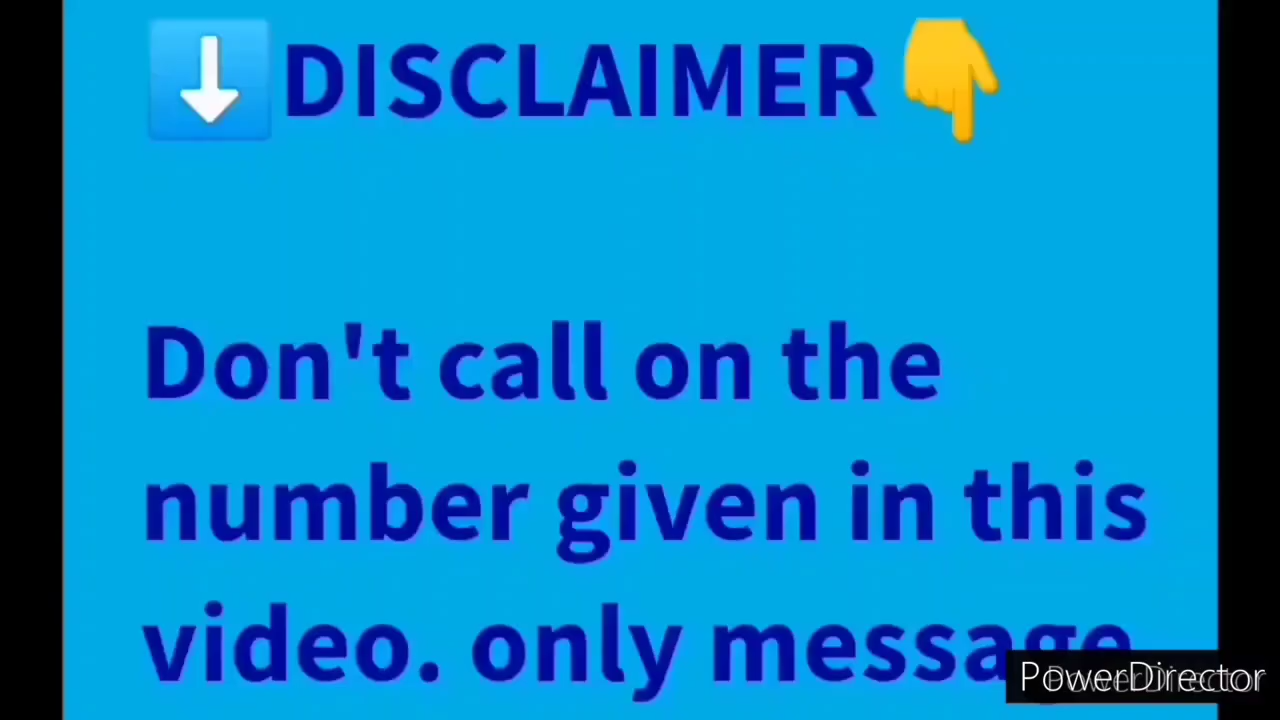 ⬇️DISCLAIMER👇
Don't call on the
number given in this
video. only message
PowerDirector